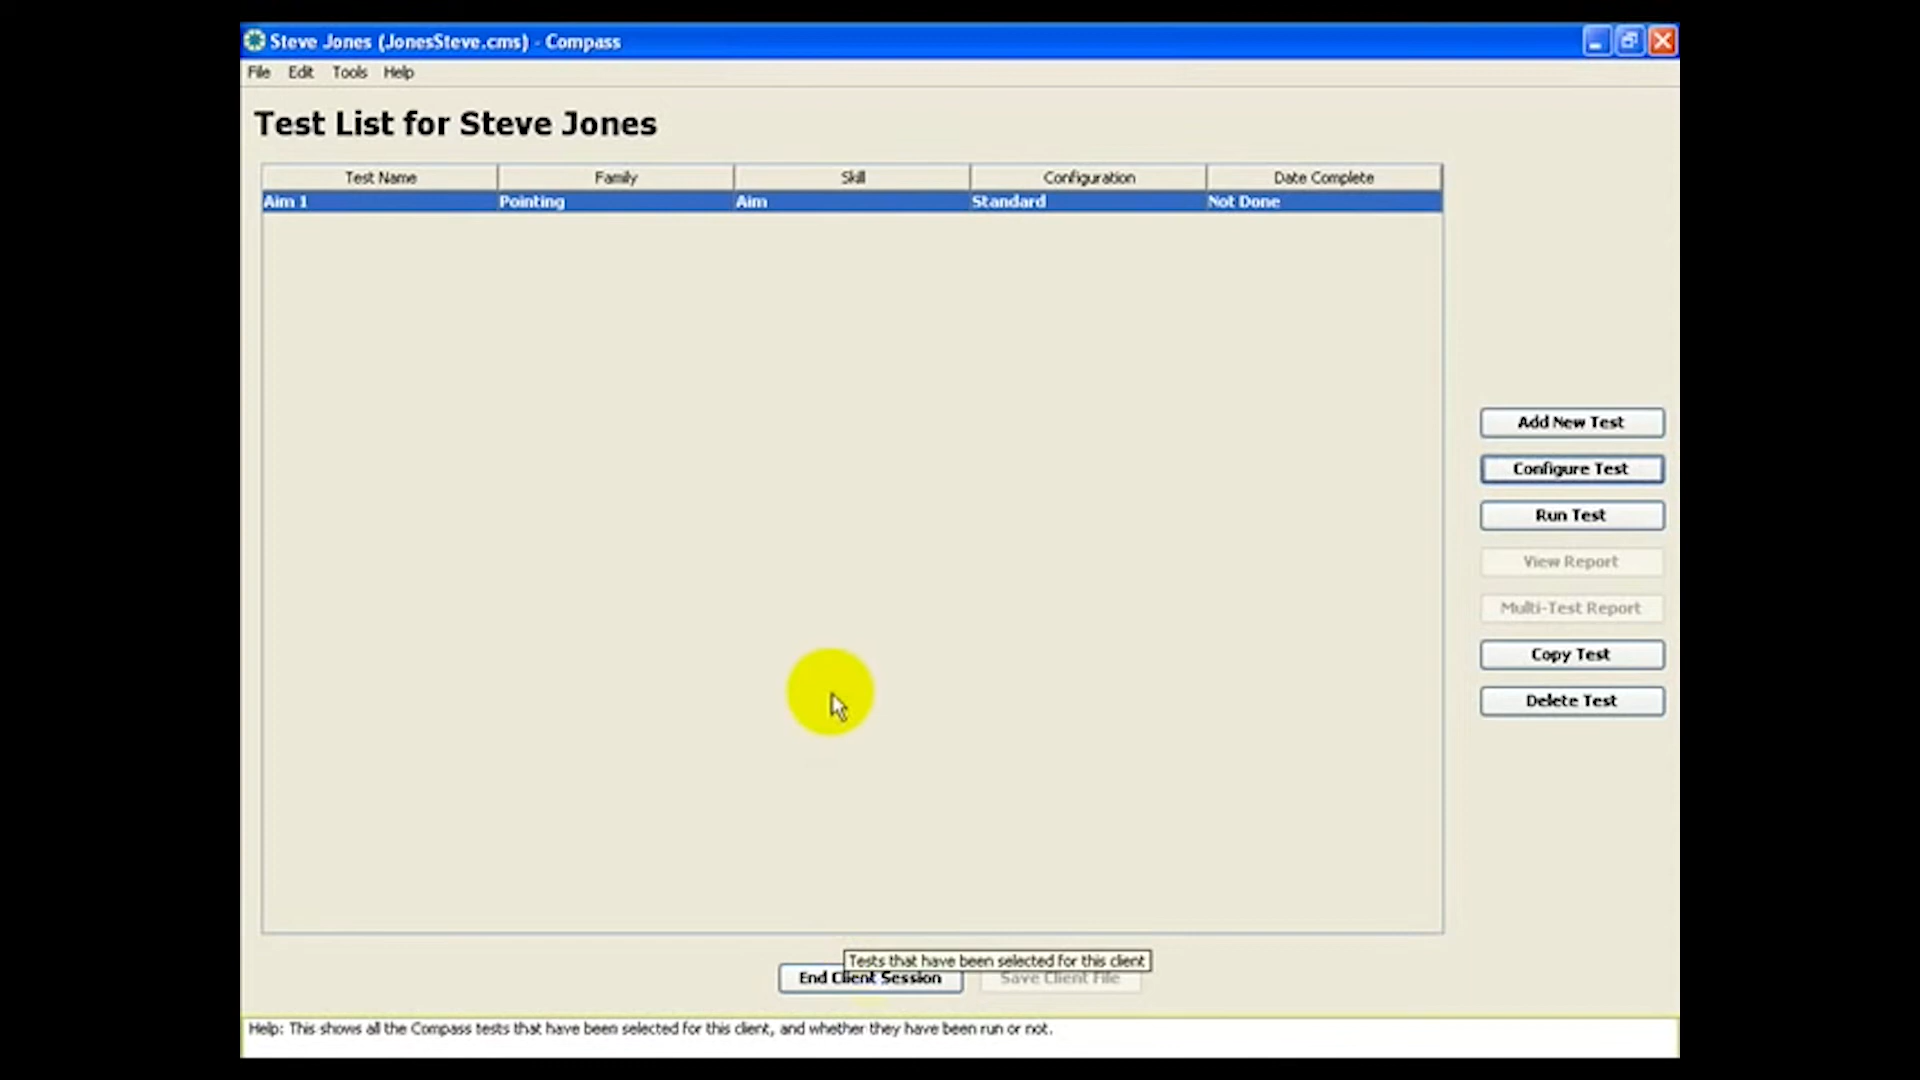 Steve Jones (JonesSteve.cms) - Compass
File Edit Tools Help
Test List for Steve Jones
Test Name Family Skill Configuration Date Complete
Aim 1 Pointing Aim Standard Not Done
Add New Test
Configure Test
Run Test
View Report
Multi-Test Report
Copy Test
Delete Test
Tests that have been selected for this client
End Client Session Save Client File
Help: This shows all the Compass tests that have been selected for this client, and whether they have been run or not.